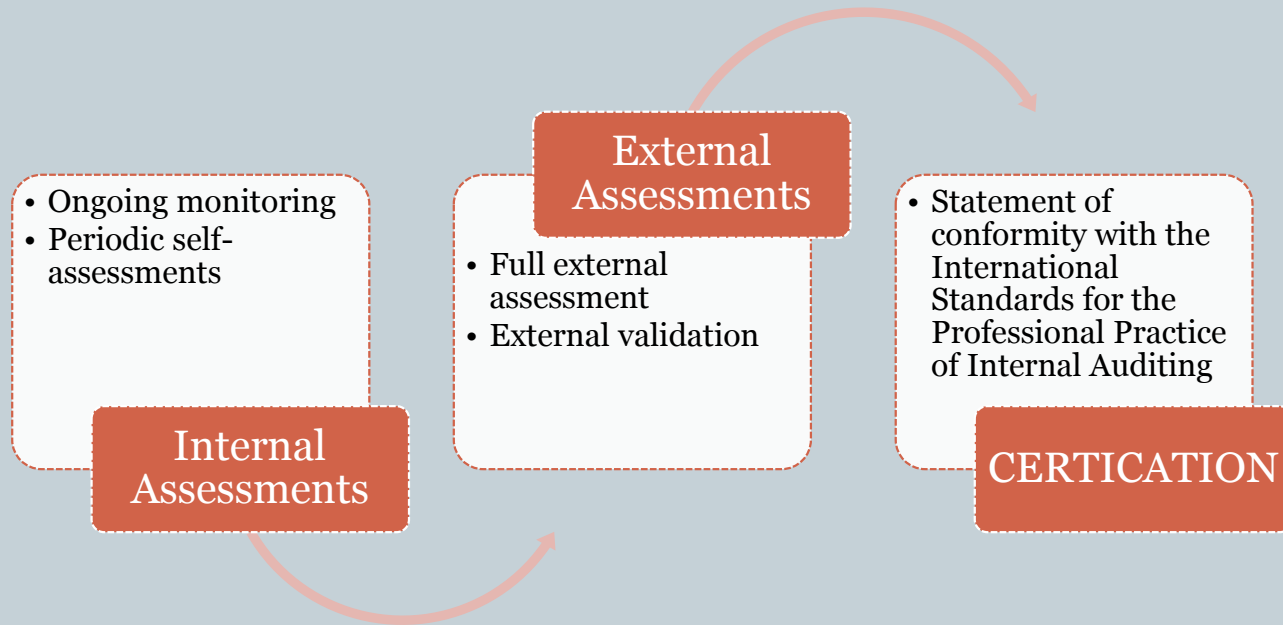 • Ongoing monitoring
• Periodic self-
assessments
Internal
Assessments
External
Assessments
• Full external
assessment
• External validation
• Statement of
conformity with the
International
Standards for the
Professional Practice
of Internal Auditing
CERTICATION